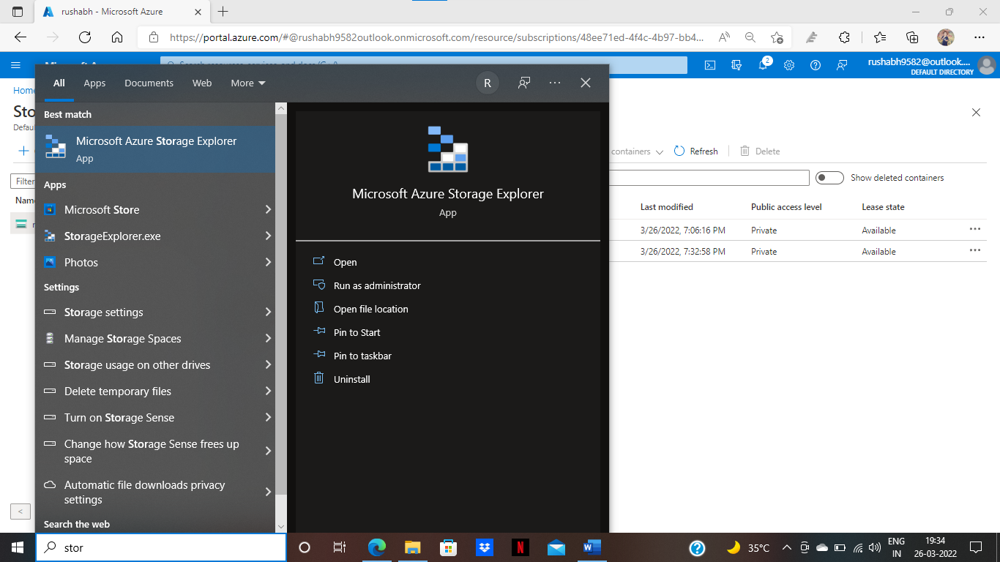 rushabh - Microsoft Azure
https://portal.azure.com/#@rushabh9582outlook.onmicrosoft.com/resource/subscriptions/48ee71ed-4f4c-4b97-bb4...
2
rushabh9582@outlook....
DEFAULT DIRECTORY
All
Apps
Documents
Web
More
R
Home
Sto
Defau
Filter
Name
Best match
Microsoft Azure Storage Explorer
App
Apps
Microsoft Store
StorageExplorer.exe
Photos
Settings
Storage settings
Manage Storage Spaces
Storage usage on other drives
Delete temporary files
Turn on Storage Sense
Change how Storage Sense frees up
space
Automatic file downloads privacy
settings
Search the web
Microsoft Azure Storage Explorer
App
Open
Run as administrator
Open file location
Pin to Start
Pin to taskbar
Uninstall
containers
Refresh
Delete
Show deleted containers
Last modified Public access level Lease state
3/26/2022, 7:06:16 PM Private Available
3/26/2022, 7:32:58 PM Private Available
stor
35°C
ENG
IN
19:34
26-03-2022